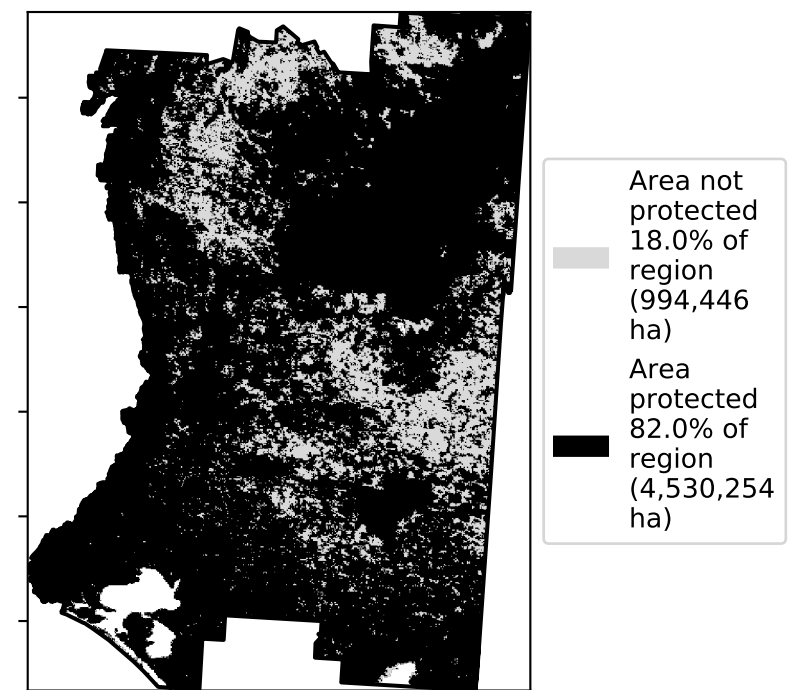 Area not
protected
18.0% of
region
(994,446
ha)
Area
protected
82.0% of
region
(4,530,254
ha)